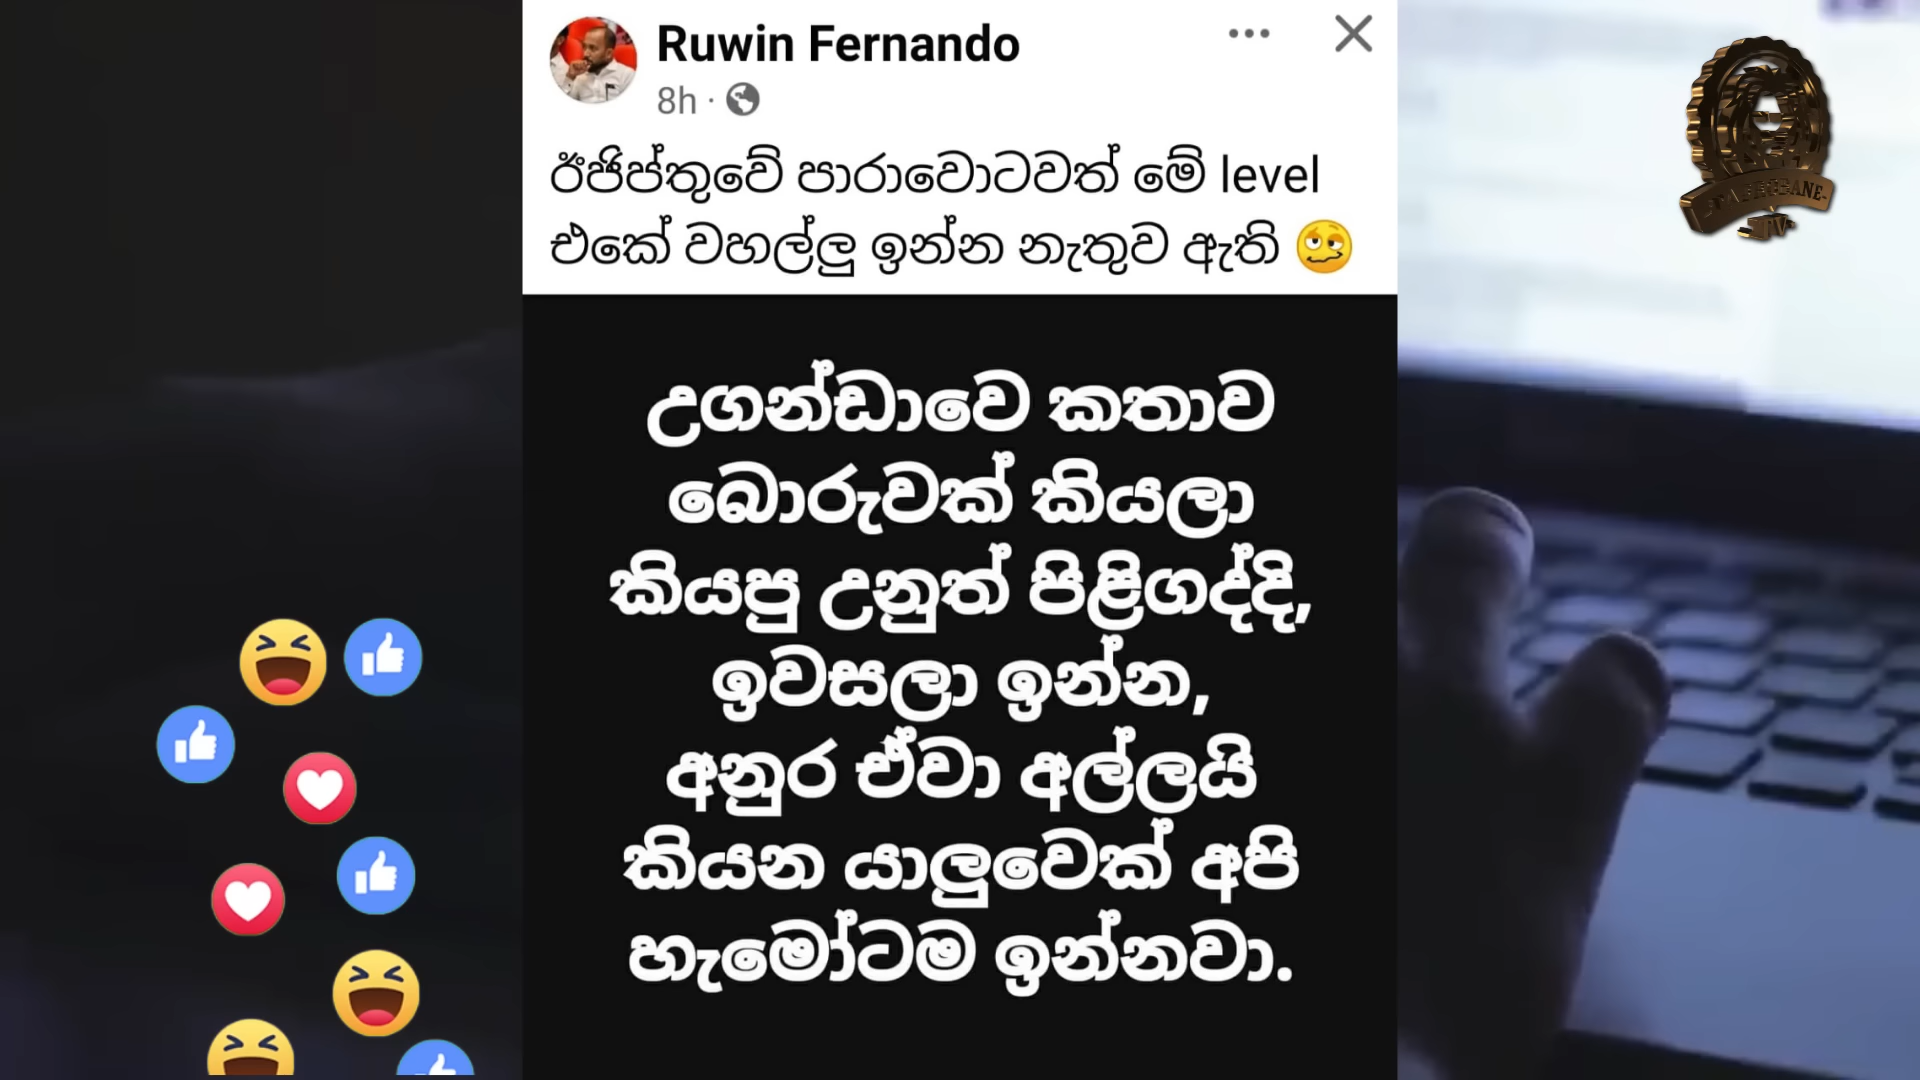 Ruwin Fernando
8h ·
ඊජිප්තුවේ පාරාවොටවත් මේ level
එකේ වහල්ලු ඉන්න නැතුව ඇති
උගන්ඩාවෙ කතාව
බොරුවක් කියලා
කියපු උනුත් පිළිගද්දි,
ඉවසලා ඉන්න,
අනුර ඒවා අල්ලයි
කියන යාලුවෙක් අපි
හැමෝටම ඉන්නවා.